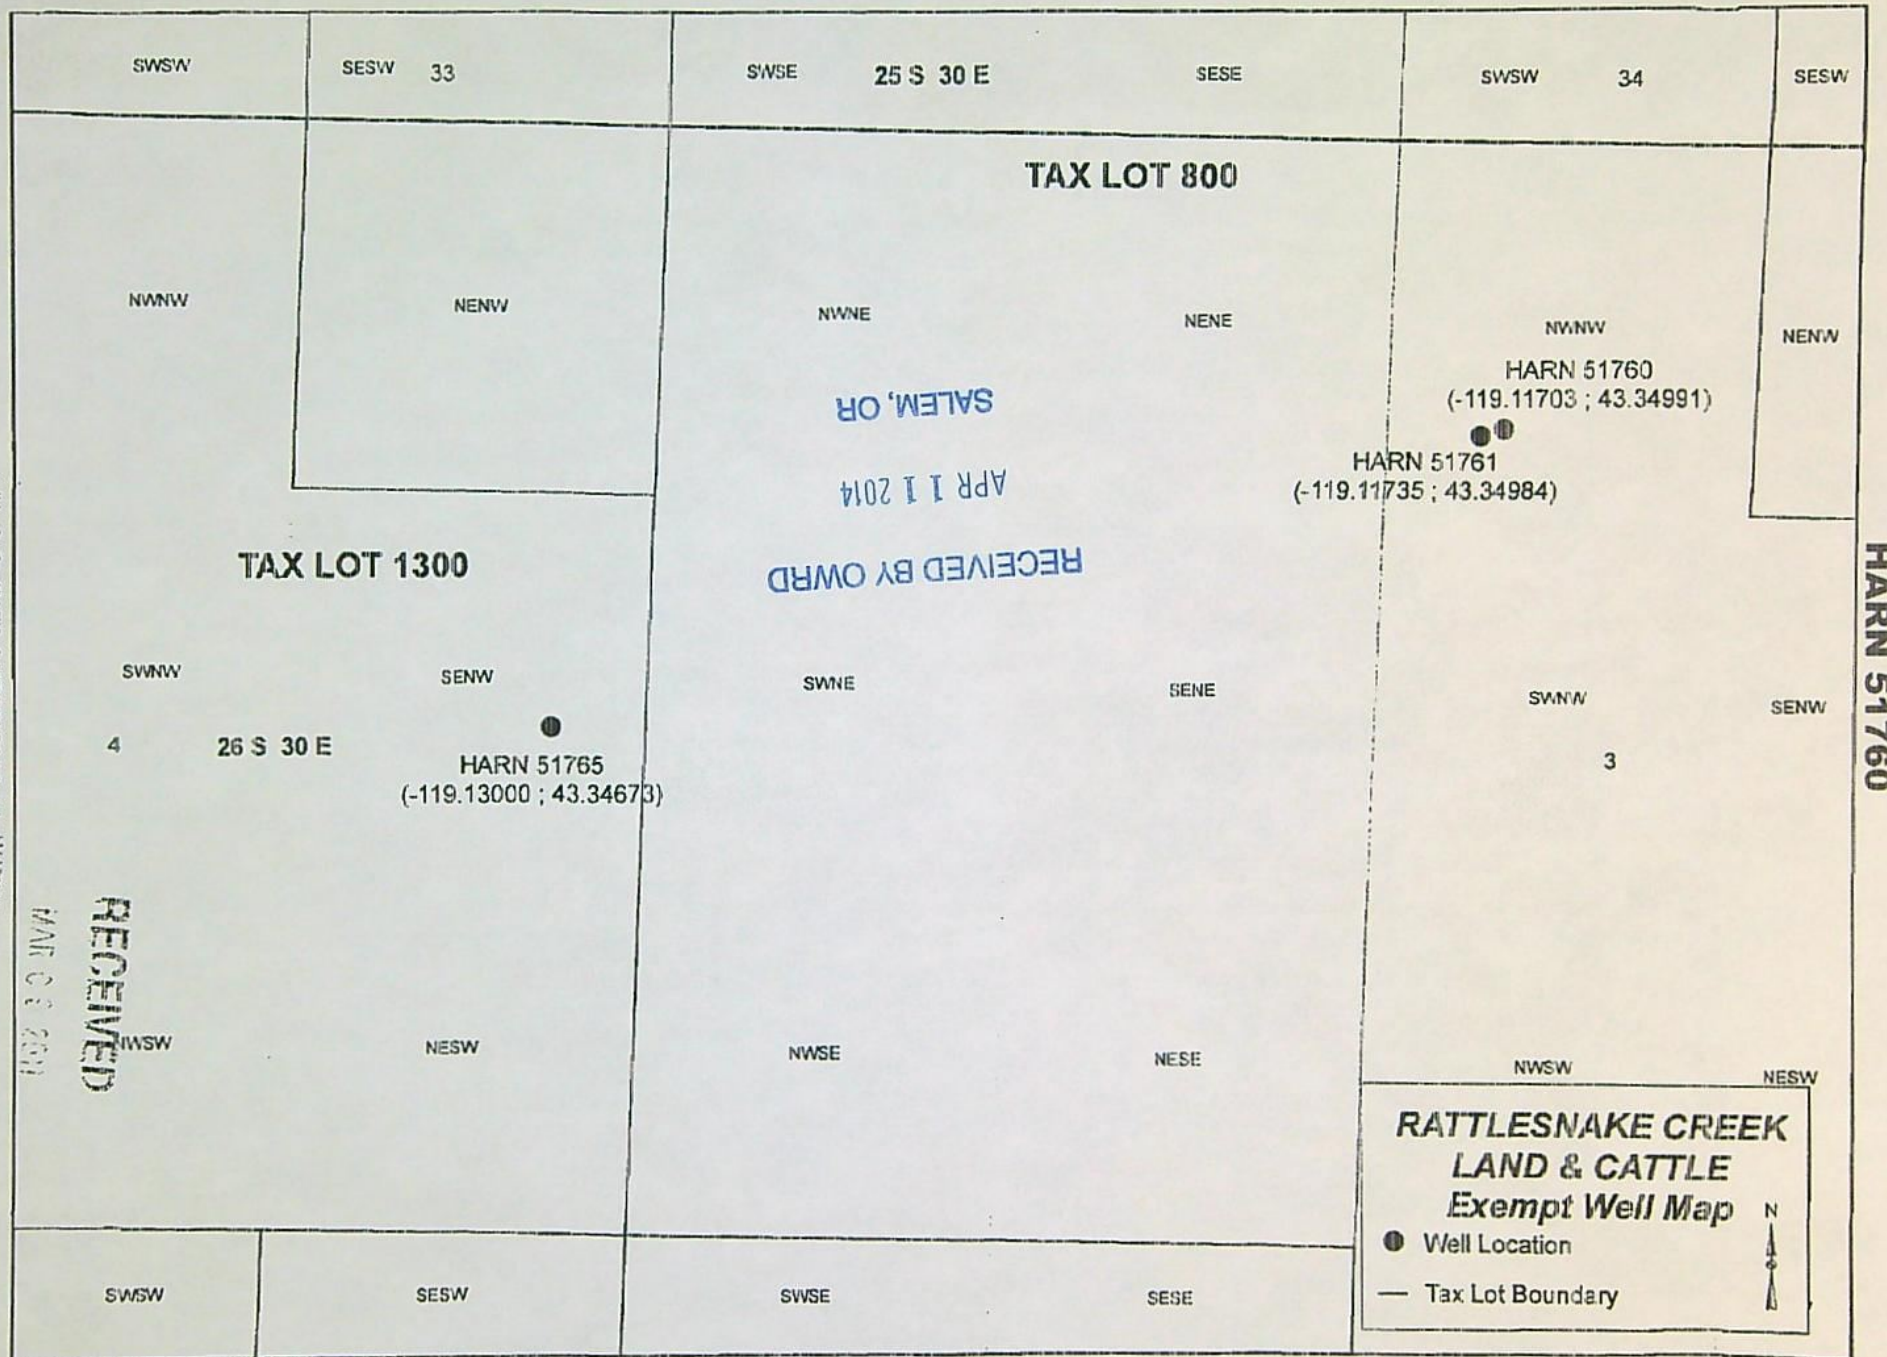 SWSW
SESW 33
SWSE
25 S 30 E
SESE
SWSW
34
SESW
TAX LOT 800
NWNW
NENW
NWNE
NENE
NWNW
NENW
HARN 51760
(-119.11703 ; 43.34991)
HARN 51761
(-119.11735 ; 43.34984)
RECEIVED BY OWRD
APR 11 2014
SALEM, OR
TAX LOT 1300
SWNW
SENW
SWNE
SENE
SWNW
SENW
4
26 S 30 E
3
HARN 51765
(-119.13000 ; 43.34673)
HARN 51760
RECEIVED
NWSW
NESW
NWSE
NESE
NWSW
NESW
RATTLESNAKE CREEK
LAND & CATTLE
Exempt Well Map
N
Well Location
Tax Lot Boundary
SWSW
SESW
SWSE
SESE